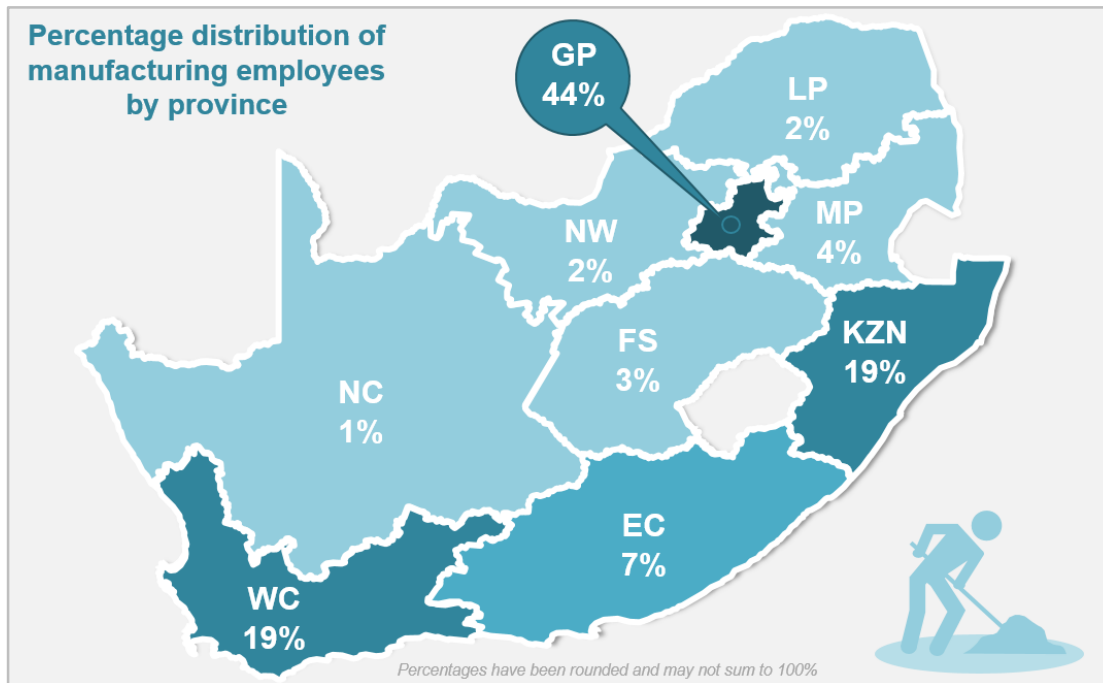 Percentage distribution of
manufacturing employees
by province
GP
44%
LP
2%
MP
4%
NW
2%
KZN
19%
FS
3%
NC
1%
EC
7%
WC
19%
Percentages have been rounded and may not sum to 100%